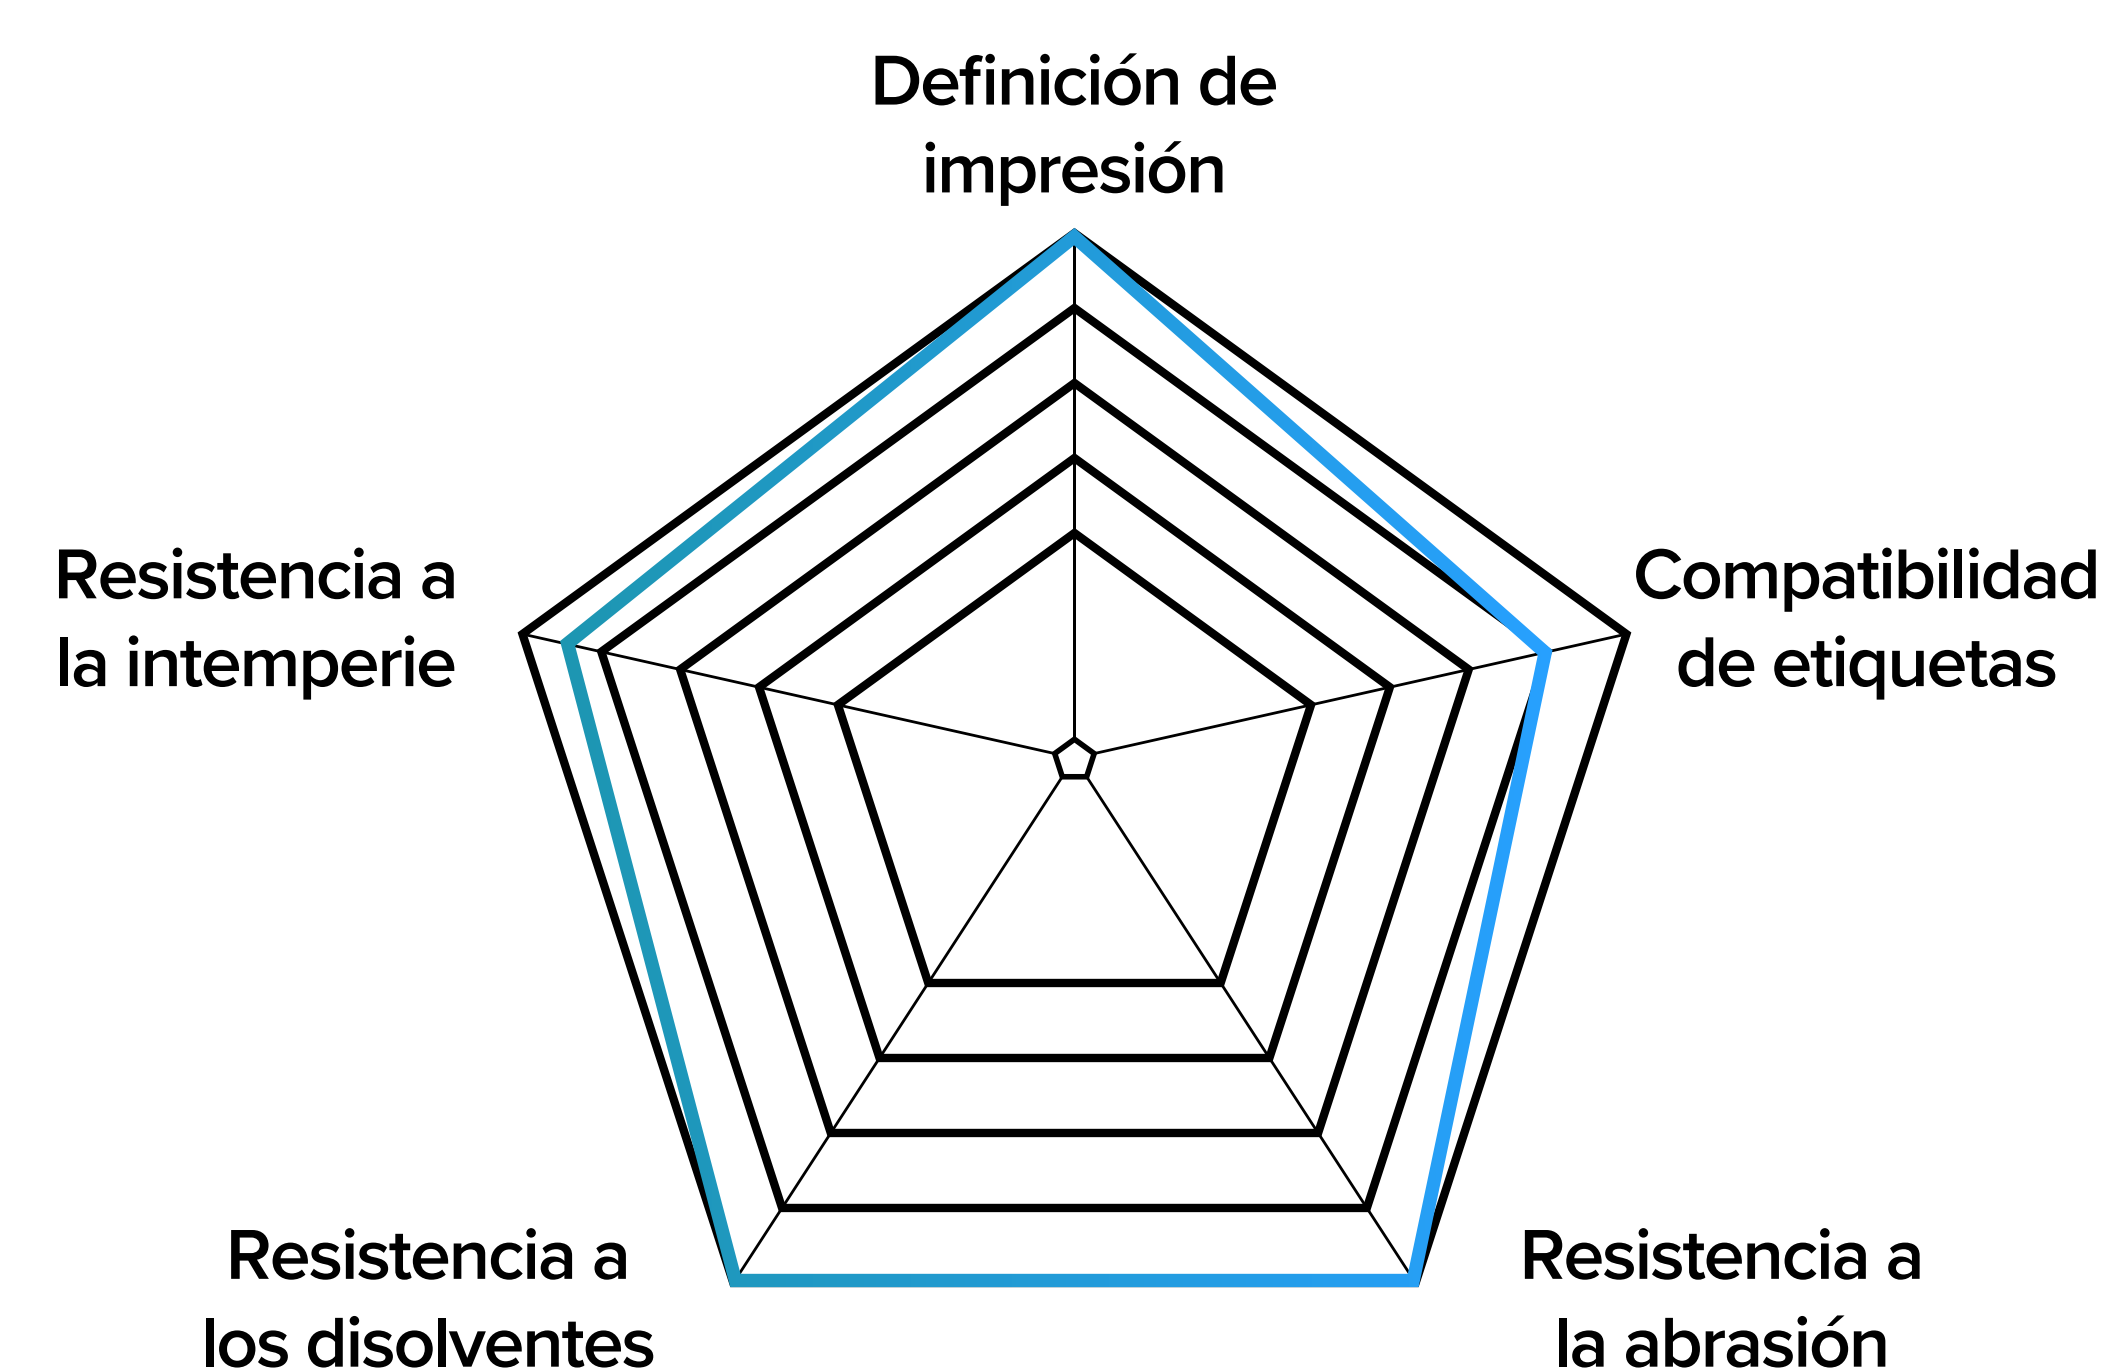 Definición de
impresión
Resistencia a
la intemperie
Compatibilidad
de etiquetas
Resistencia a
los disolventes
Resistencia a
la abrasión